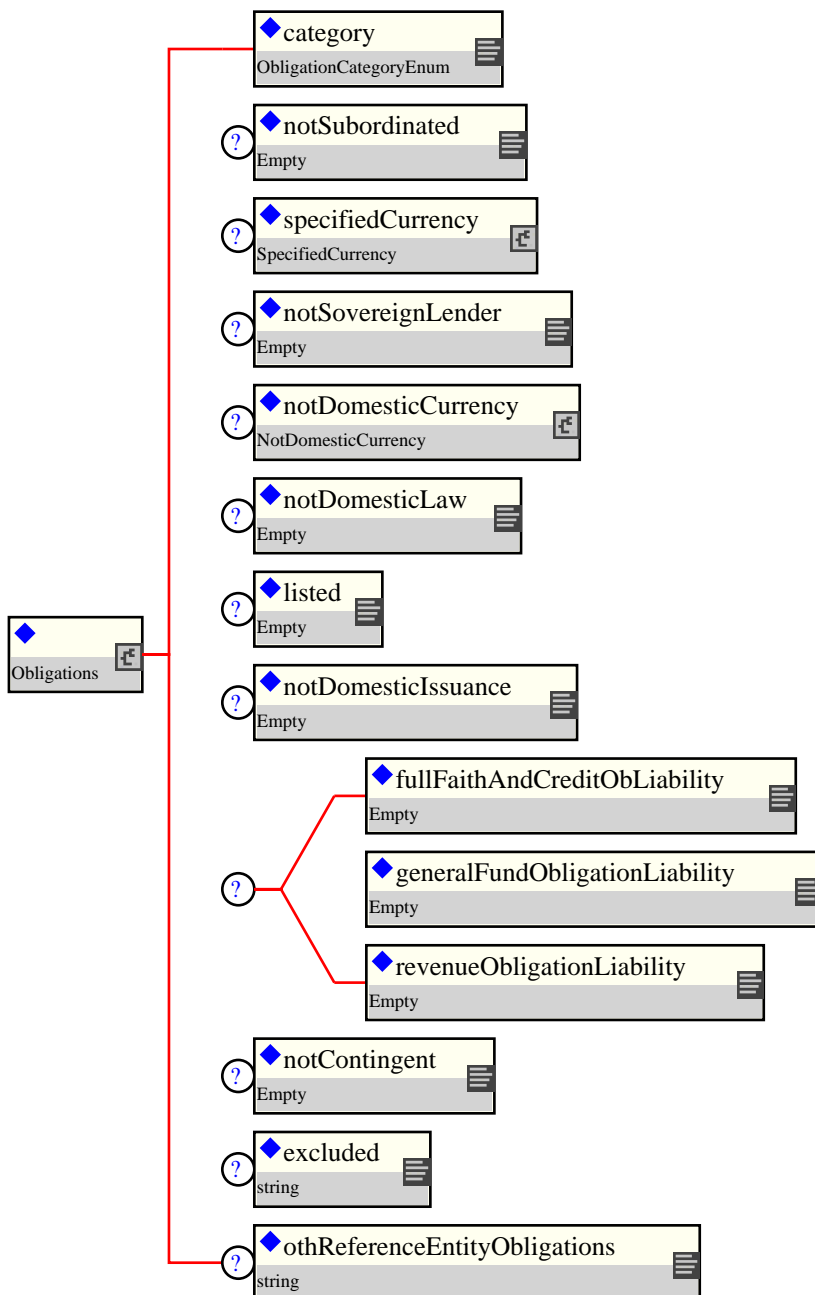 category
ObligationCategoryEnum
?
notSubordinated
Empty
?
specifiedCurrency
SpecifiedCurrency
?
notSovereignLender
Empty
?
notDomesticCurrency
NotDomesticCurrency
?
notDomesticLaw
Empty
?
listed
Empty
Obligations
?
notDomesticIssuance
Empty
fullFaithAndCreditObLiability
Empty
?
generalFundObligationLiability
Empty
revenueObligationLiability
Empty
?
notContingent
Empty
?
excluded
string
?
othReferenceEntityObligations
string